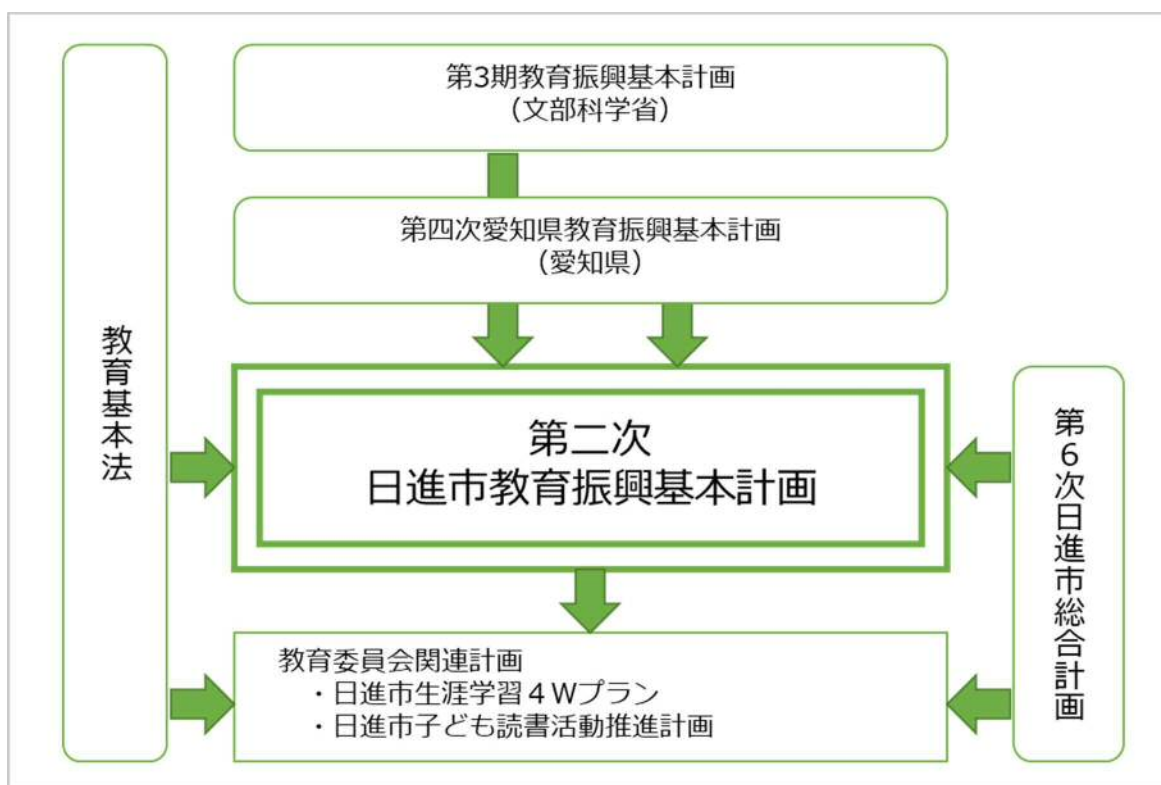 第3期教育振興基本計画
（文部科学省）
第四次愛知県教育振興基本計画
（愛知県）
教育基本法
第二次
日進市教育振興基本計画
第６次日進市総合計画
教育委員会関連計画
・日進市生涯学習４Wプラン
・日進市子ども読書活動推進計画